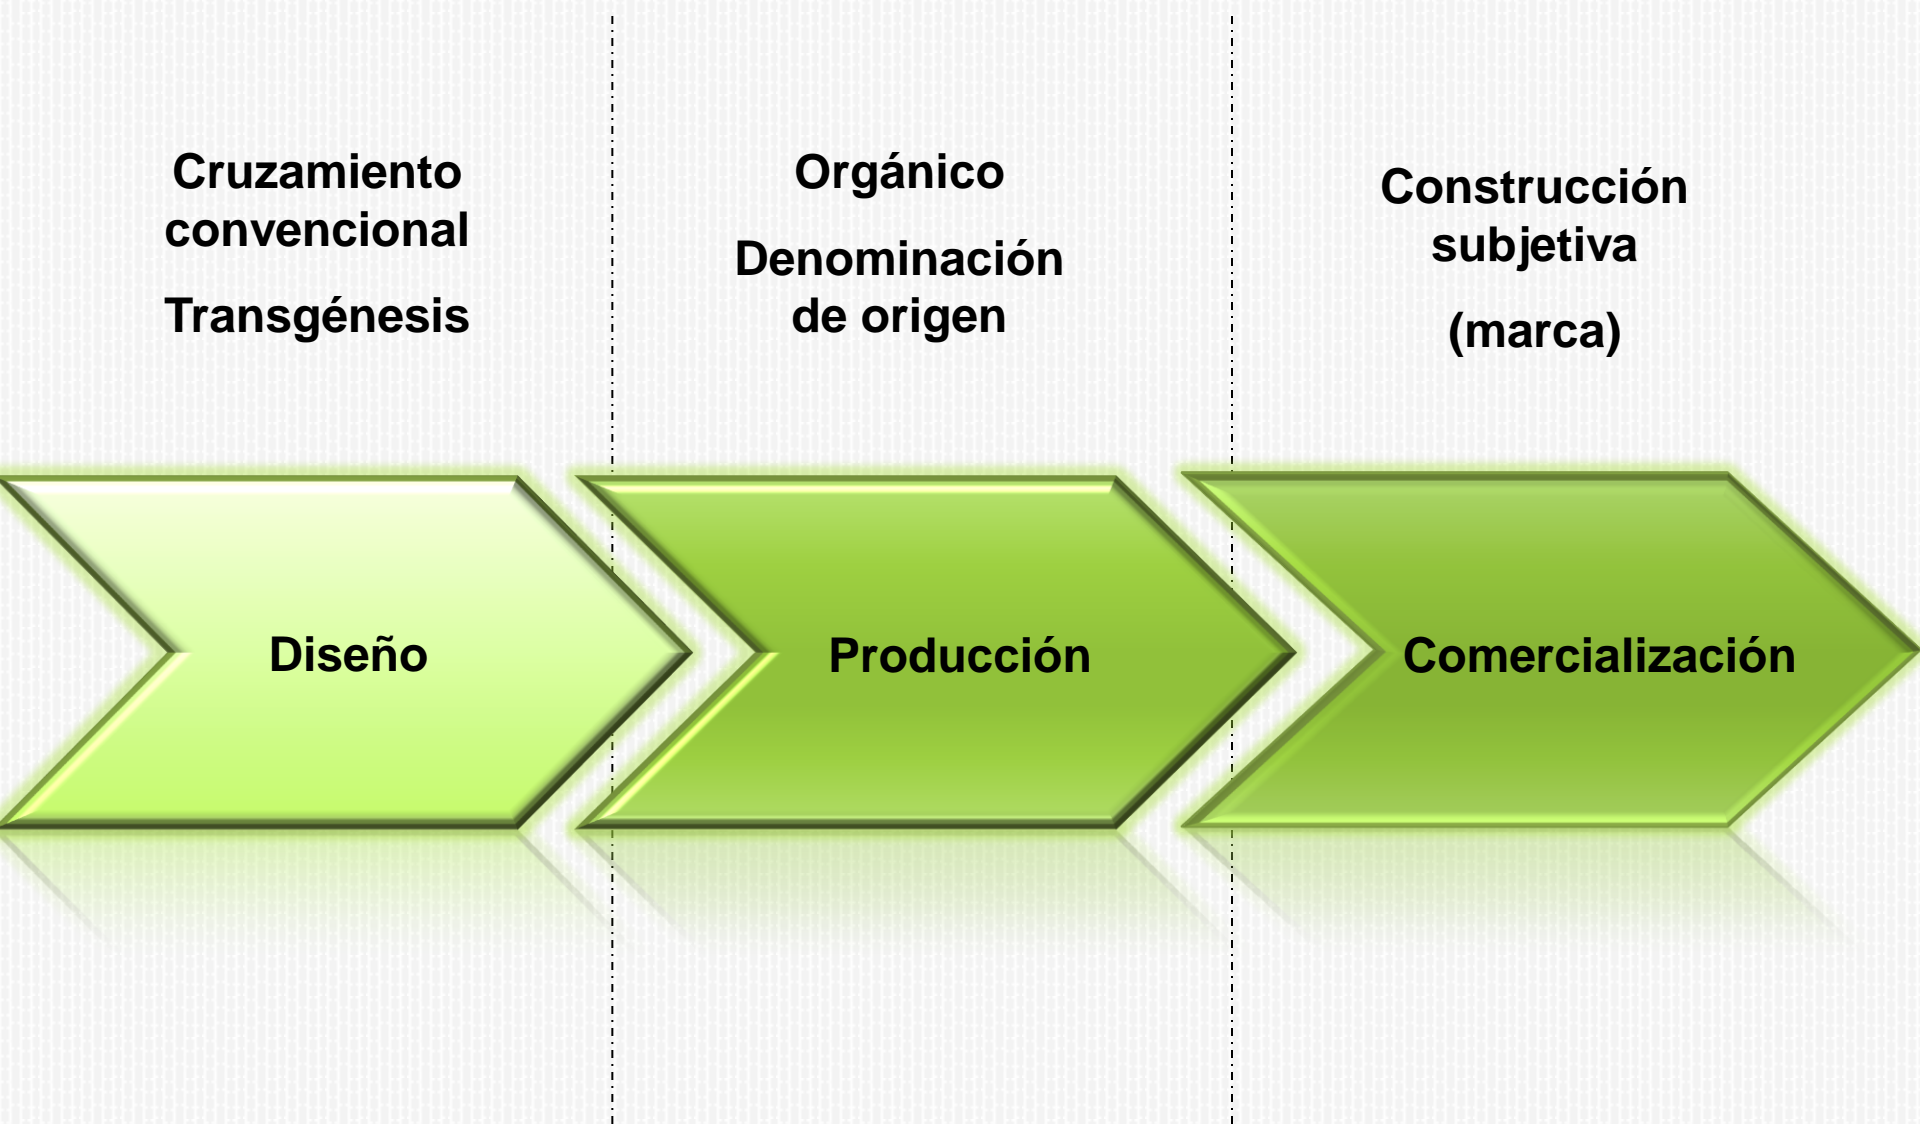 Cruzamiento
convencional
Transgénesis
Orgánico
Denominación
de origen
Construcción
subjetiva
(marca)
Diseño
Producción
Comercialización